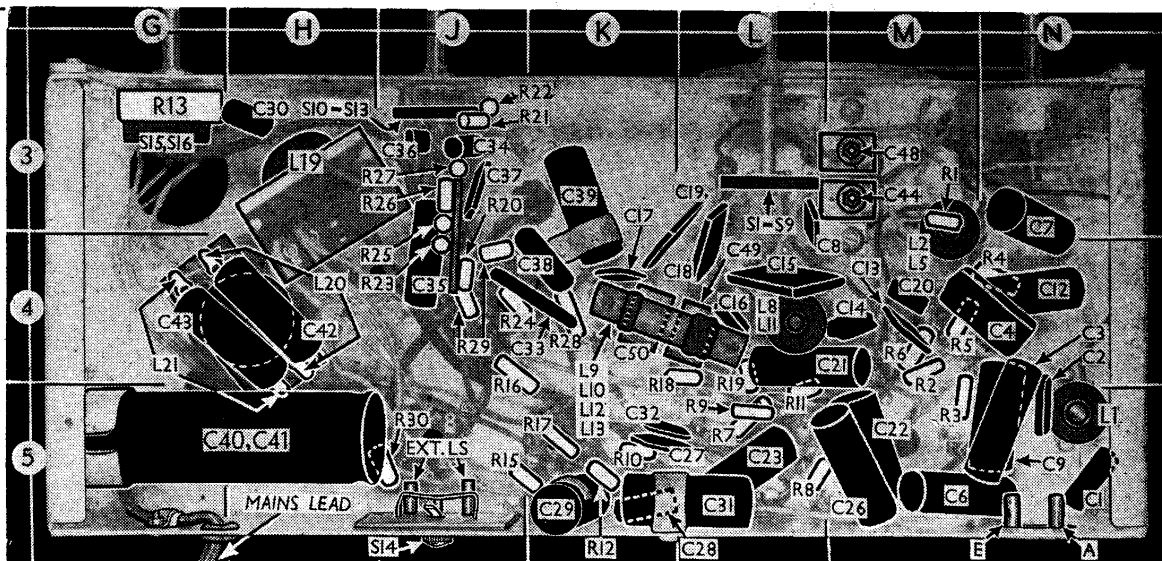 G H J K L M N
3
4
5
R13
C30
S10–S13
R22
R21
S15,S16
C36
C34
L19
R27
C37
R26
R20
C39
C19
C17
C48
C44
R1
S1–S9
C8
L2
L5
C7
R25
R23
C35
C38
C18
C49
C15
C13
C20
R4
C12
L20
C43
C42
L21
R29
R24
C33
R28
C50
C16
L8
L11
C14
R6
R5
C4
C3
C2
R16
L9
L10
L12
L13
R18
R19
C21
R11
R2
R3
L1
C40,C41
R30
EXT.LS
R17
R15
C32
R10
C27
R9
R7
C23
R8
C22
C26
C9
C6
C1
MAINS LEAD
S14
C29
R12
C31
C28
E
A